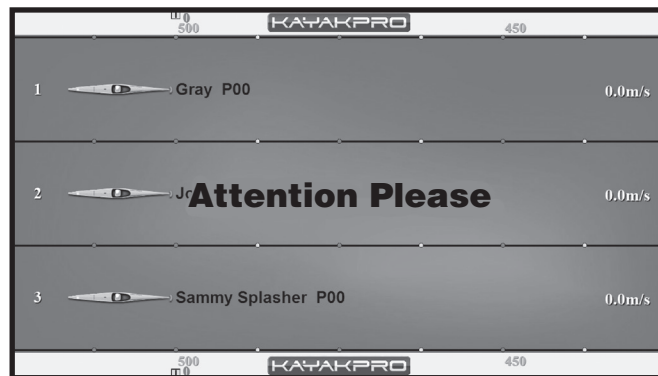 0
500 KAYAKPRO 450
1 Gray P00 0.0m/s
2 Attention Please 0.0m/s
3 Sammy Splasher P00 0.0m/s
500 KAYAKPRO 450
0